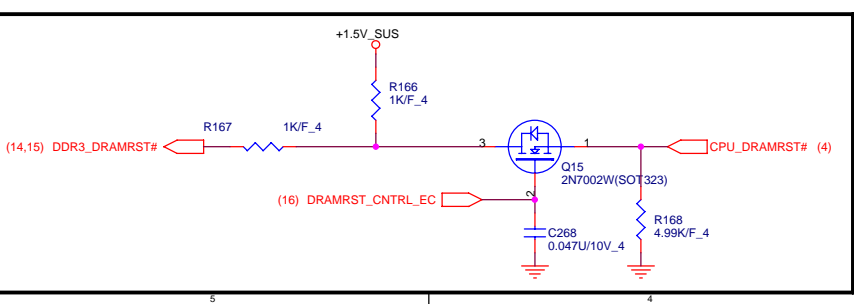 +1.5V_SUS
R166
1K/F_4
R167
1K/F_4
(14,15) DDR3_DRAMRST#
3
1
CPU_DRAMRST# (4)
Q15
2N7002W(SOT323)
2
(16) DRAMRST_CNTRL_EC
R168
4.99K/F_4
C268
0.047U/10V_4
5
4